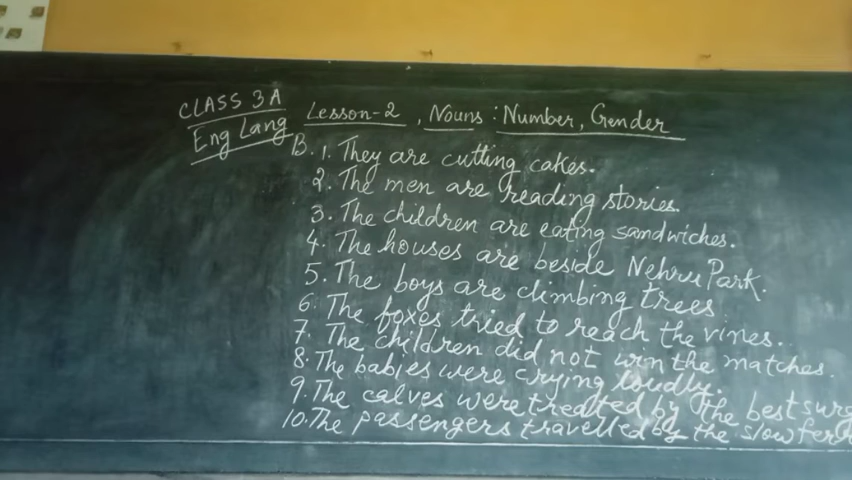 CLASS 3A
Eng Lang
Lesson-2, Nouns: Number, Gender
B. 1. They are cutting cakes.
2. The men are reading stories.
3. The children are eating sandwiches.
4. The houses are beside Nehru Park.
5. The boys are climbing trees
6. The foxes tried to reach the vines.
7. The children did not win the matches.
8. The babies were crying loudly.
9. The calves were treated by the best
10. The passengers travelled by the slow